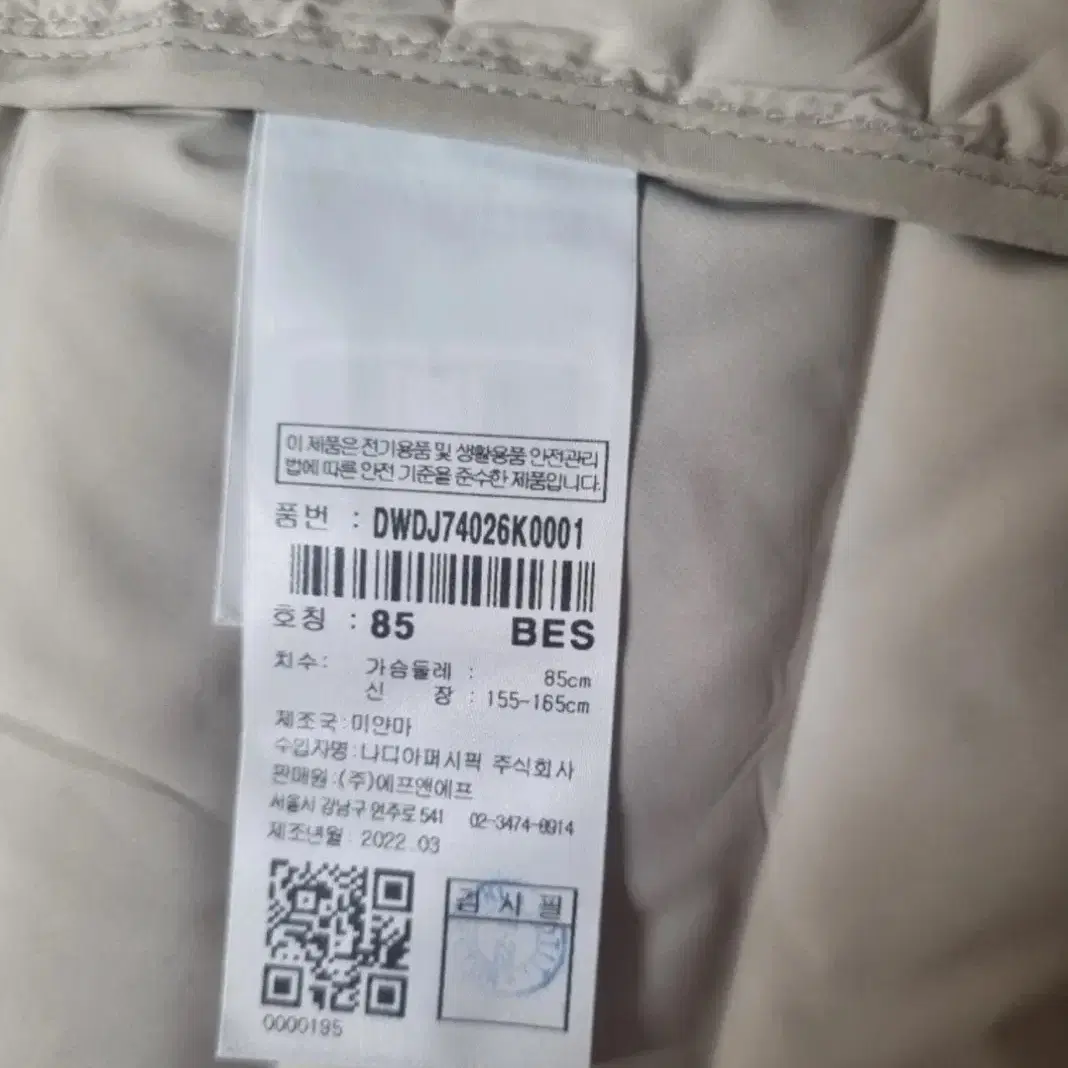 이 제품은 전기용품 및 생활용품 안전관리
법에 따른 안전 기준을 준수한 제품입니다.
품번 : DWDJ74026K0001
호칭 : 85 BES
치수: 가슴둘레 : 85cm
신 장 : 155-165cm
제조국 : 미얀마
수입자명 : 나디아퍼시픽 주식회사
판매원 : (주)에프앤에프
서울시 강남구 언주로 541 02-3474-0914
제조년월 : 2022.03
검 사 필
0000195